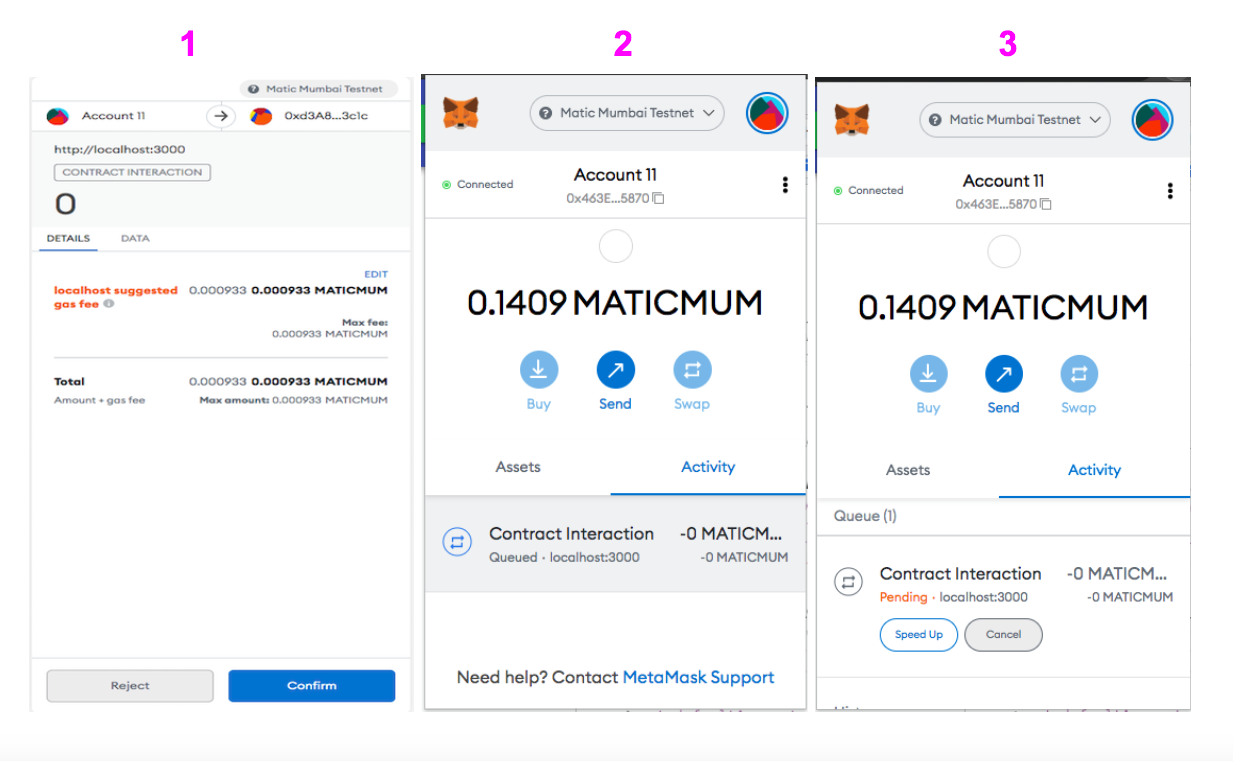 1
2
3
Matic Mumbai Testnet
Account 11
0xd3A8...3c1c
http://localhost:3000
CONTRACT INTERACTION
0
DETAILS
DATA
EDIT
localhost suggested gas fee
0.000933 0.000933 MATICMUM
Max fee:
0.000933 MATICMUM
Total
0.000933 0.000933 MATICMUM
Amount + gas fee
Max amount: 0.000933 MATICMUM
Reject
Confirm
Matic Mumbai Testnet
Connected
Account 11
0x463E...5870
0.1409 MATICMUM
Buy
Send
Swap
Assets
Activity
Contract Interaction
-0 MATICM...
Queued · localhost:3000
-0 MATICMUM
Need help? Contact MetaMask Support
Matic Mumbai Testnet
Connected
Account 11
0x463E...5870
0.1409 MATICMUM
Buy
Send
Swap
Assets
Activity
Queue (1)
Contract Interaction
-0 MATICM...
Pending · localhost:3000
-0 MATICMUM
Speed Up
Cancel